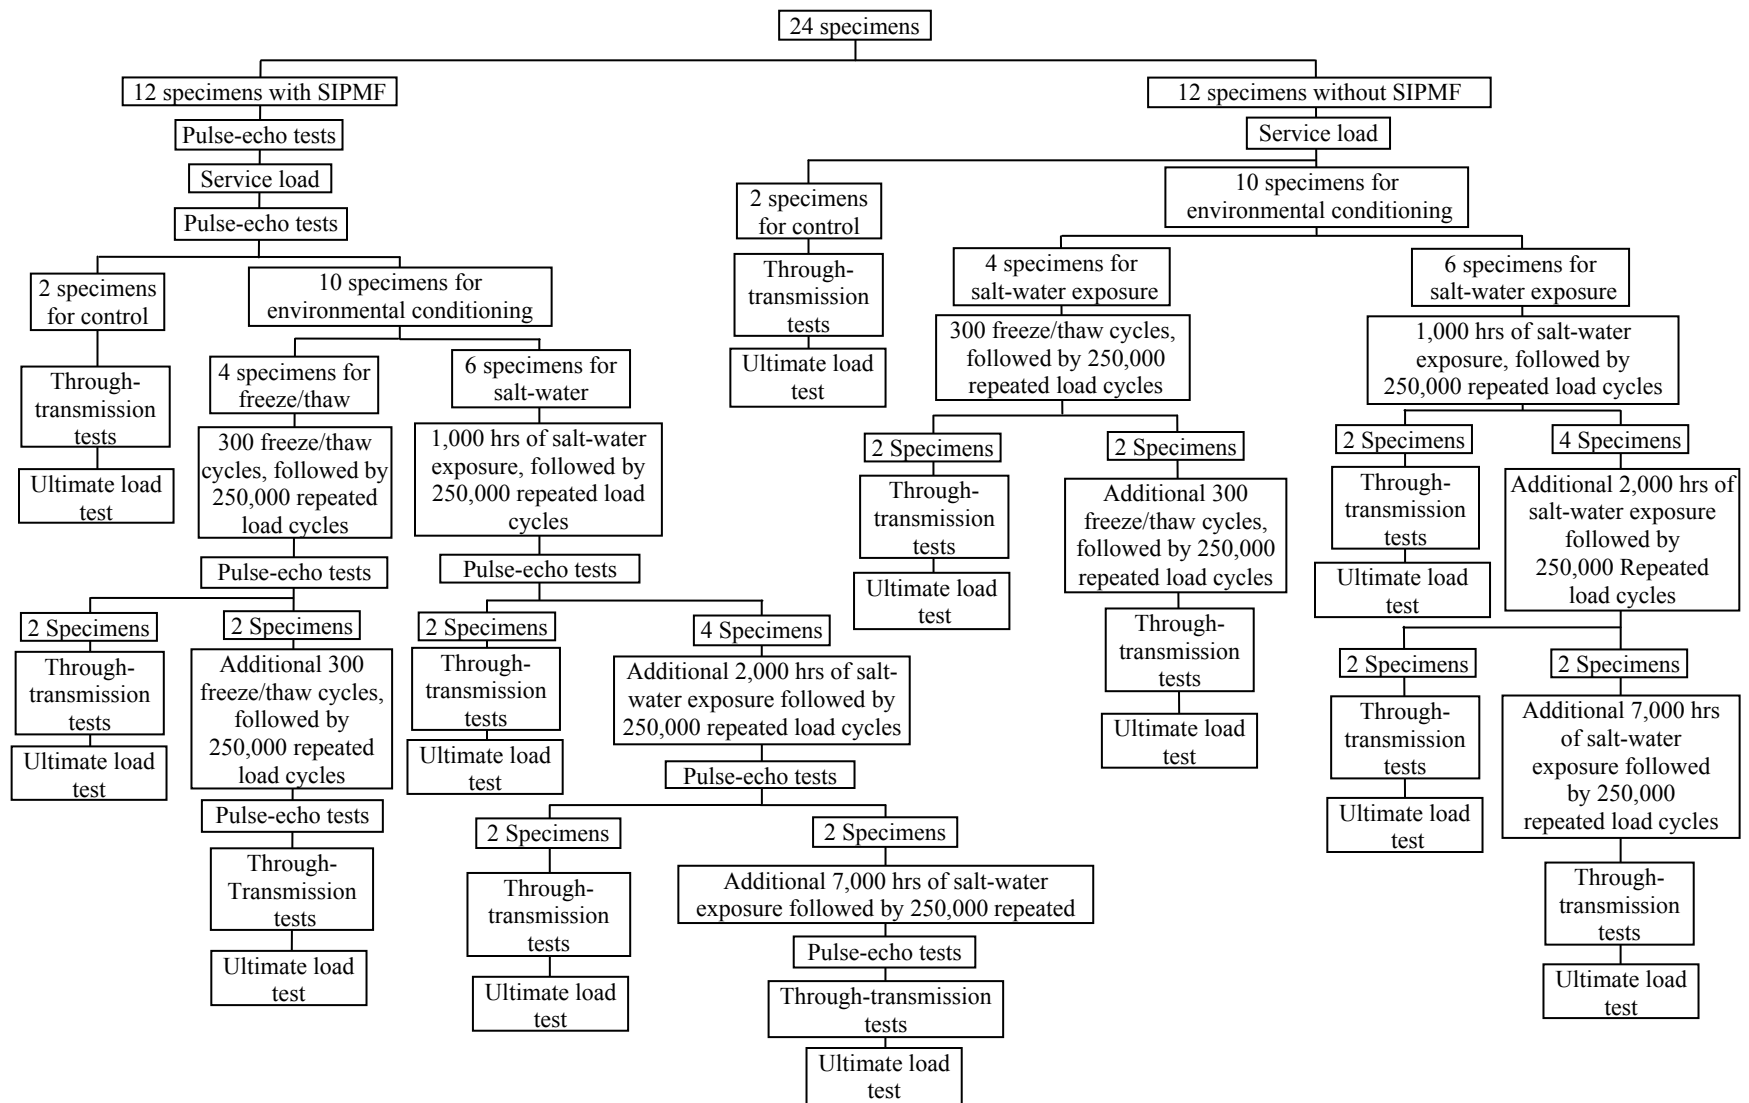 24 specimens
12 specimens with SIPMF
Pulse-echo tests
Service load
Pulse-echo tests
2 specimens
for control
Through-
transmission
tests
Ultimate load
test
10 specimens for
environmental conditioning
4 specimens for
freeze/thaw
300 freeze/thaw
cycles, followed by
250,000 repeated
load cycles
Pulse-echo tests
2 Specimens
Through-
transmission
tests
Ultimate load
test
2 Specimens
Additional 300
freeze/thaw cycles,
followed by
250,000 repeated
load cycles
Pulse-echo tests
Through-
Transmission
tests
Ultimate load
test
6 specimens for
salt-water
1,000 hrs of salt-water
exposure, followed by
250,000 repeated load
cycles
Pulse-echo tests
2 Specimens
Through-
transmission
tests
Ultimate load
test
4 Specimens
Additional 2,000 hrs of salt-
water exposure followed by
250,000 repeated load cycles
Pulse-echo tests
2 Specimens
Through-
transmission
tests
Ultimate load
test
2 Specimens
Additional 7,000 hrs of salt-water
exposure followed by 250,000 repeated
Pulse-echo tests
Through-transmission
tests
Ultimate load
test
12 specimens without SIPMF
Service load
2 specimens
for control
Through-
transmission
tests
Ultimate load
test
10 specimens for
environmental conditioning
4 specimens for
salt-water exposure
300 freeze/thaw cycles,
followed by 250,000
repeated load cycles
2 Specimens
Through-
transmission
tests
Ultimate load
test
2 Specimens
Additional 300
freeze/thaw cycles,
followed by 250,000
repeated load cycles
Through-
transmission
tests
Ultimate load
test
6 specimens for
salt-water exposure
1,000 hrs of salt-water
exposure, followed by
250,000 repeated load cycles
2 Specimens
Through-
transmission
tests
Ultimate load
test
4 Specimens
Additional 2,000 hrs of
salt-water exposure
followed by
250,000 Repeated
load cycles
2 Specimens
Through-
transmission
tests
Ultimate load
test
2 Specimens
Additional 7,000 hrs
of salt-water
exposure followed
by 250,000
repeated load cycles
Through-
transmission
tests
Ultimate load
test